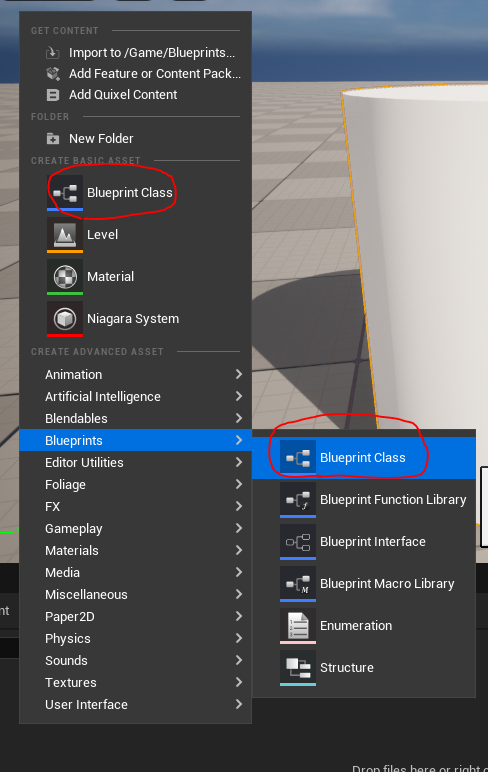 GET CONTENT
Import to /Game/Blueprints...
Add Feature or Content Pack...
Add Quixel Content
FOLDER
New Folder
CREATE BASIC ASSET
Blueprint Class
Level
Material
Niagara System
CREATE ADVANCED ASSET
Animation
Artificial Intelligence
Blendables
Blueprints
Editor Utilities
Foliage
FX
Gameplay
Materials
Media
Miscellaneous
Paper2D
Physics
Sounds
Textures
User Interface
Blueprint Class
Blueprint Function Library
Blueprint Interface
Blueprint Macro Library
Enumeration
Structure
nt
Drop files here or right c